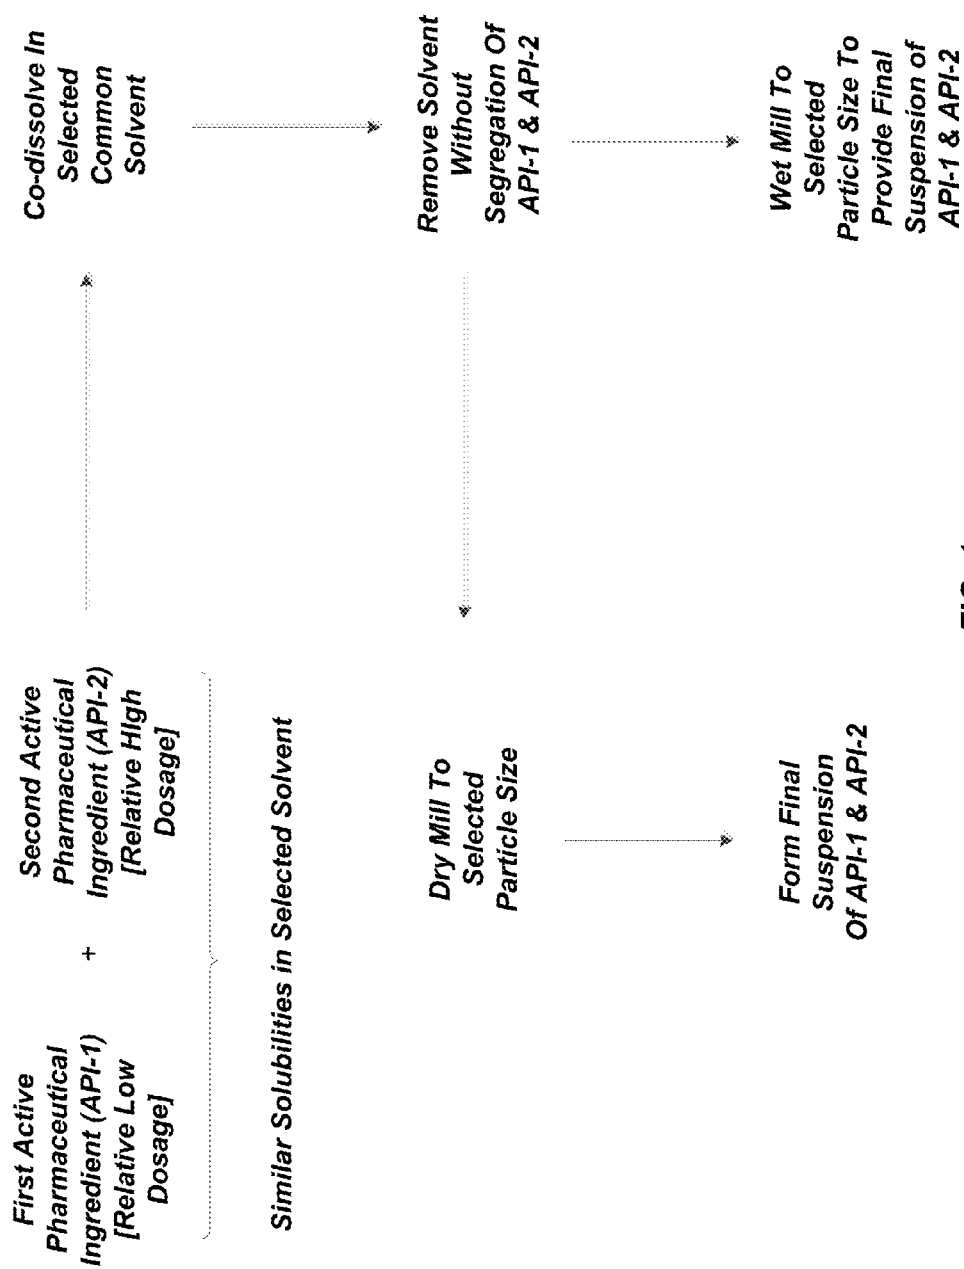 First Active
Pharmaceutical
Ingredient (API-1)
[Relative Low
Dosage]
+
Second Active
Pharmaceutical
Ingredient (API-2)
[Relative HIgh
Dosage]
Similar Solubilities in Selected Solvent
Co-dissolve In
Selected
Common
Solvent
Remove Solvent
Without
Segregation Of
API-1 & API-2
Dry Mill To
Selected
Particle Size
Form Final
Suspension
Of API-1 & API-2
Wet Mill To
Selected
Particle Size To
Provide Final
Suspension of
API-1 & API-2